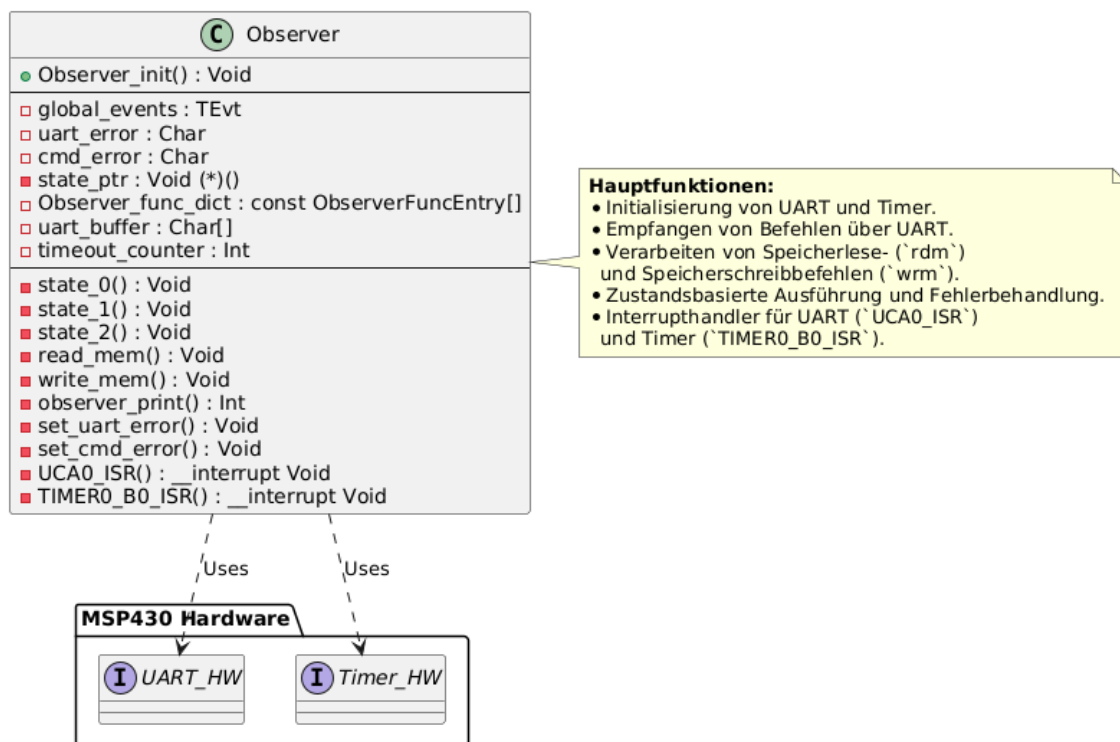 C Observer
Observer_init() : Void
global_events : TEvt
uart_error : Char
cmd_error : Char
state_ptr : Void (*)()
Observer_func_dict : const ObserverFuncEntry[]
uart_buffer : Char[]
timeout_counter : Int
state_0() : Void
state_1() : Void
state_2() : Void
read_mem() : Void
write_mem() : Void
observer_print() : Int
set_uart_error() : Void
set_cmd_error() : Void
UCA0_ISR() : __interrupt Void
TIMER0_B0_ISR() : __interrupt Void
Hauptfunktionen:
• Initialisierung von UART und Timer.
• Empfangen von Befehlen über UART.
• Verarbeiten von Speicherlese- (`rdm`)
und Speicherschreibbefehlen (`wrm`).
• Zustandsbasierte Ausführung und Fehlerbehandlung.
• Interrupthandler für UART (`UCA0_ISR`)
und Timer (`TIMER0_B0_ISR`).
Uses
Uses
MSP430 Hardware
I UART_HW
I Timer_HW